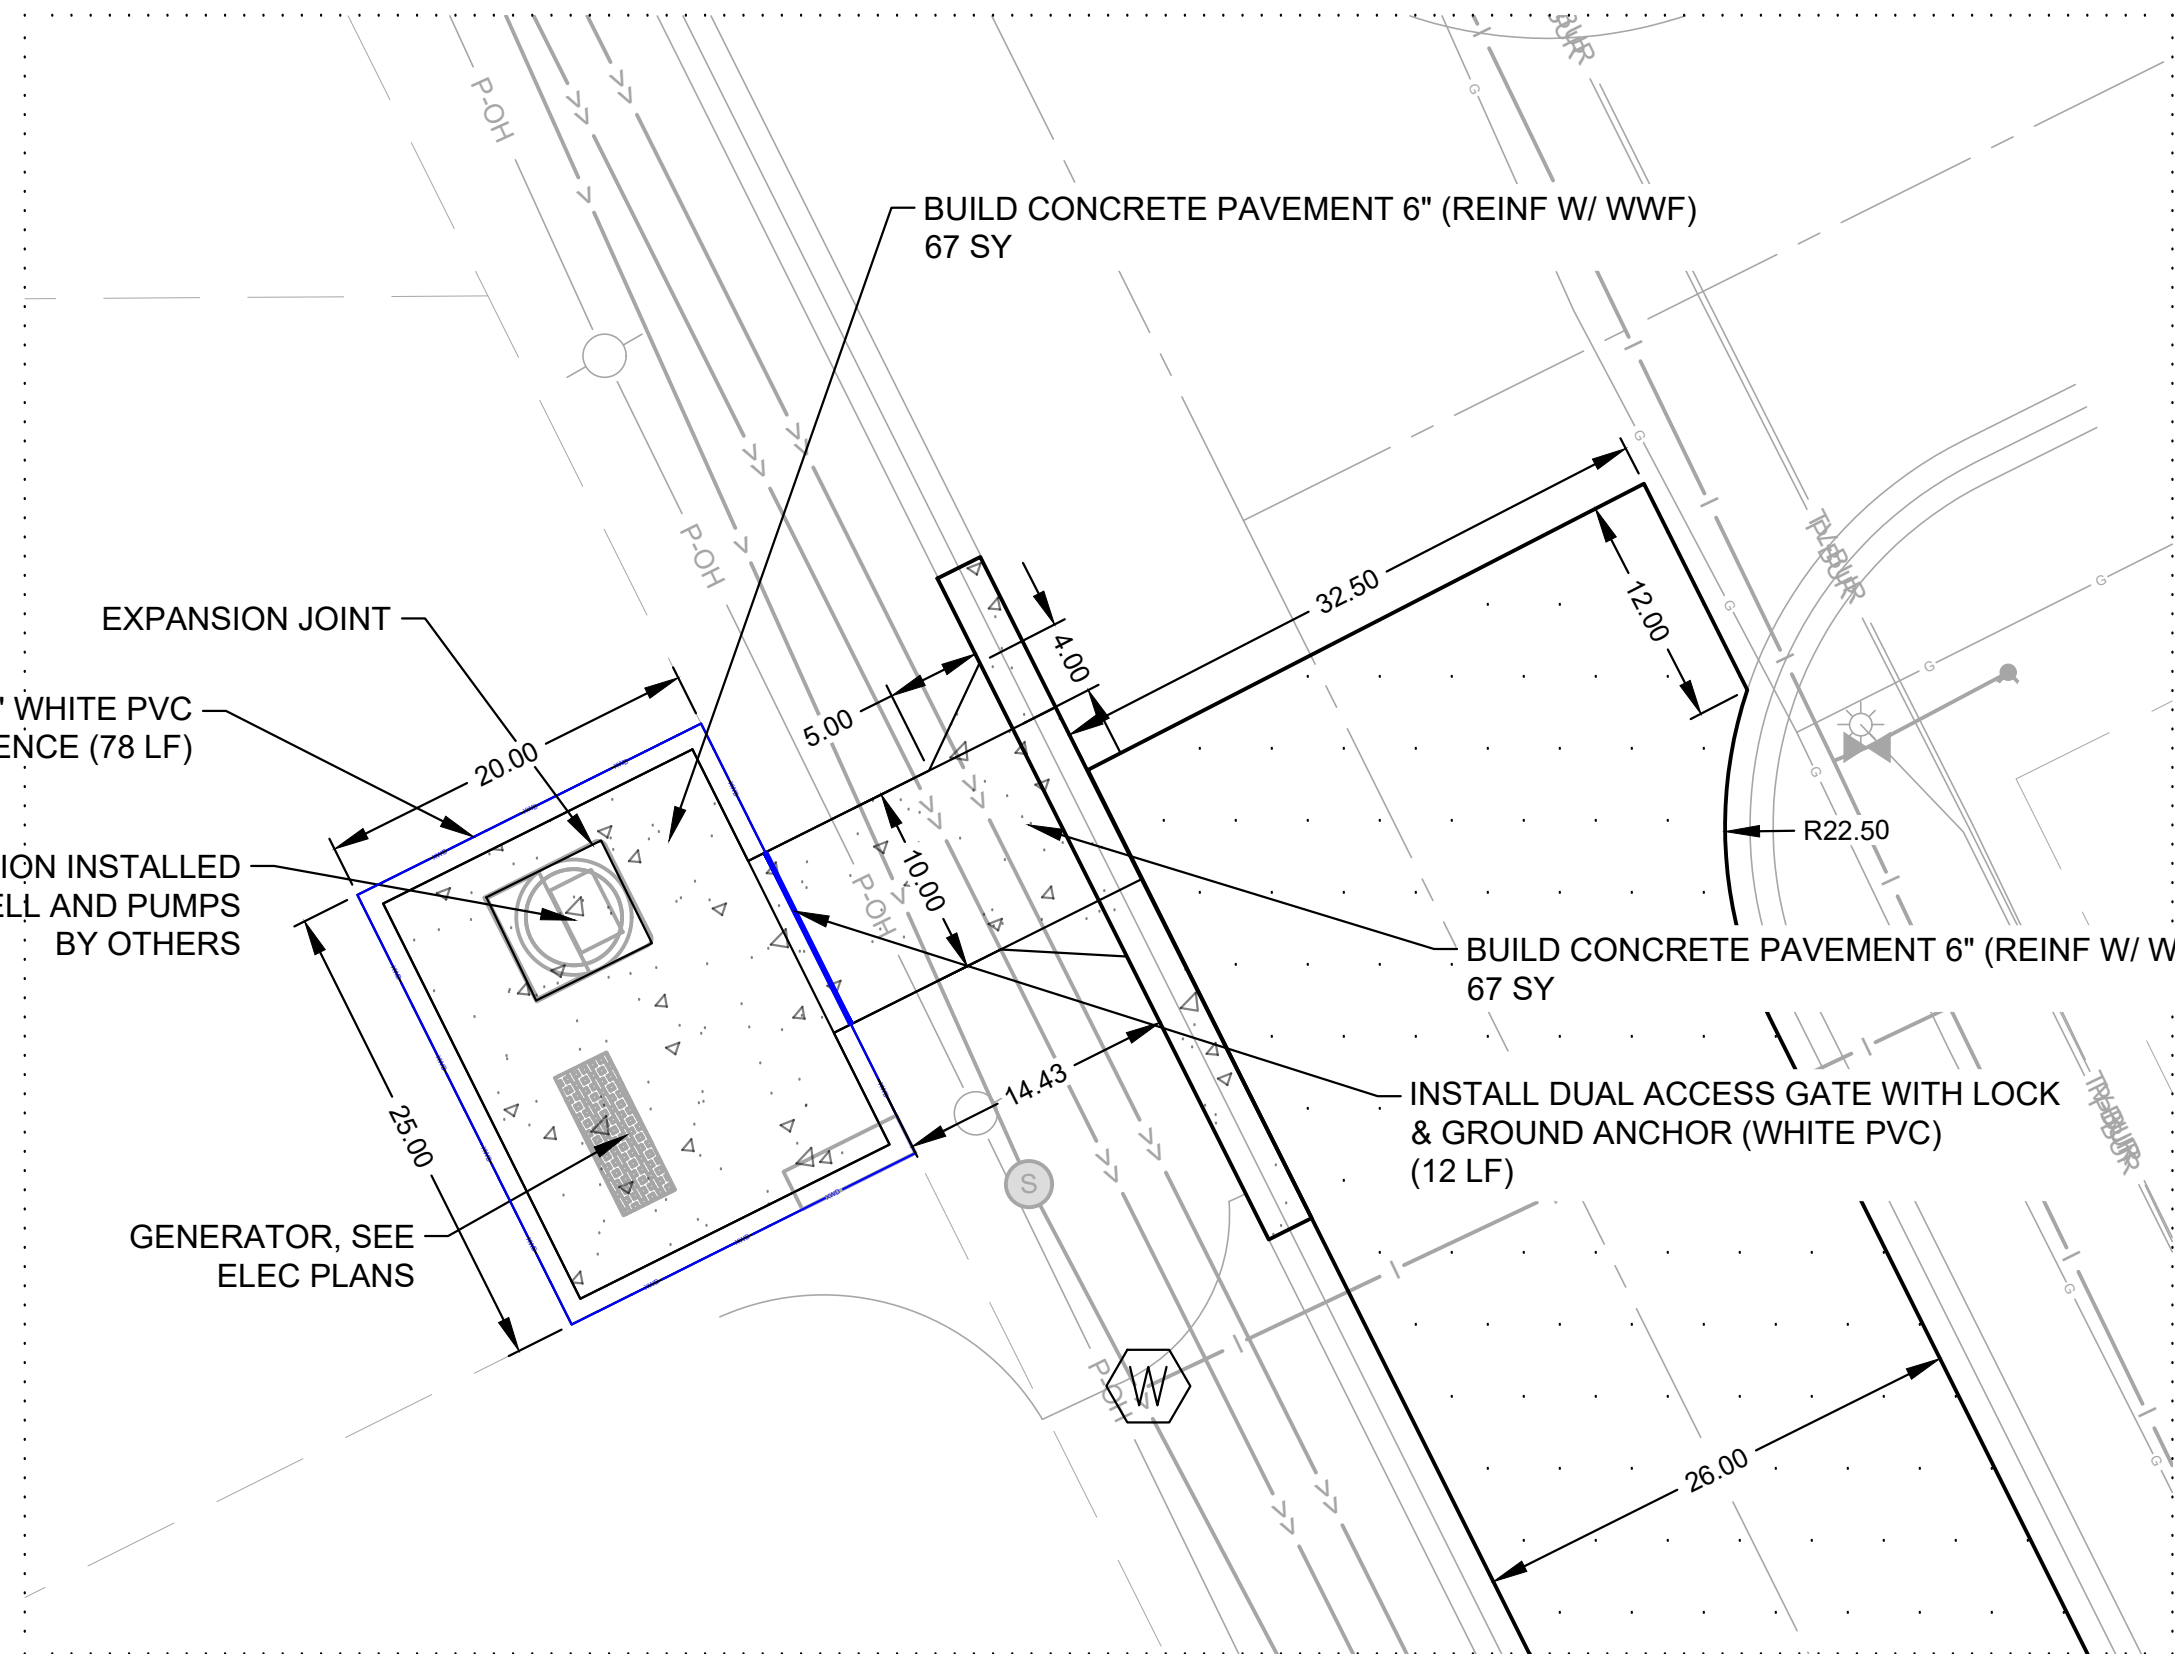 P-OH
BUILD CONCRETE PAVEMENT 6" (REINF W/ WWF)
67 SY
G
G
P-OH
EXPANSION JOINT
32.50
12.00
4.00
G
G
G
" WHITE PVC
ENCE (78 LF)
5.00
20.00
G
R22.50
ION INSTALLED
ELL AND PUMPS
BY OTHERS
10.00
P-OH
BUILD CONCRETE PAVEMENT 6" (REINF W/ W
67 SY
14.43
25.00
INSTALL DUAL ACCESS GATE WITH LOCK
& GROUND ANCHOR (WHITE PVC)
(12 LF)
S
GENERATOR, SEE
ELEC PLANS
G
P-OH
W
26.00
G